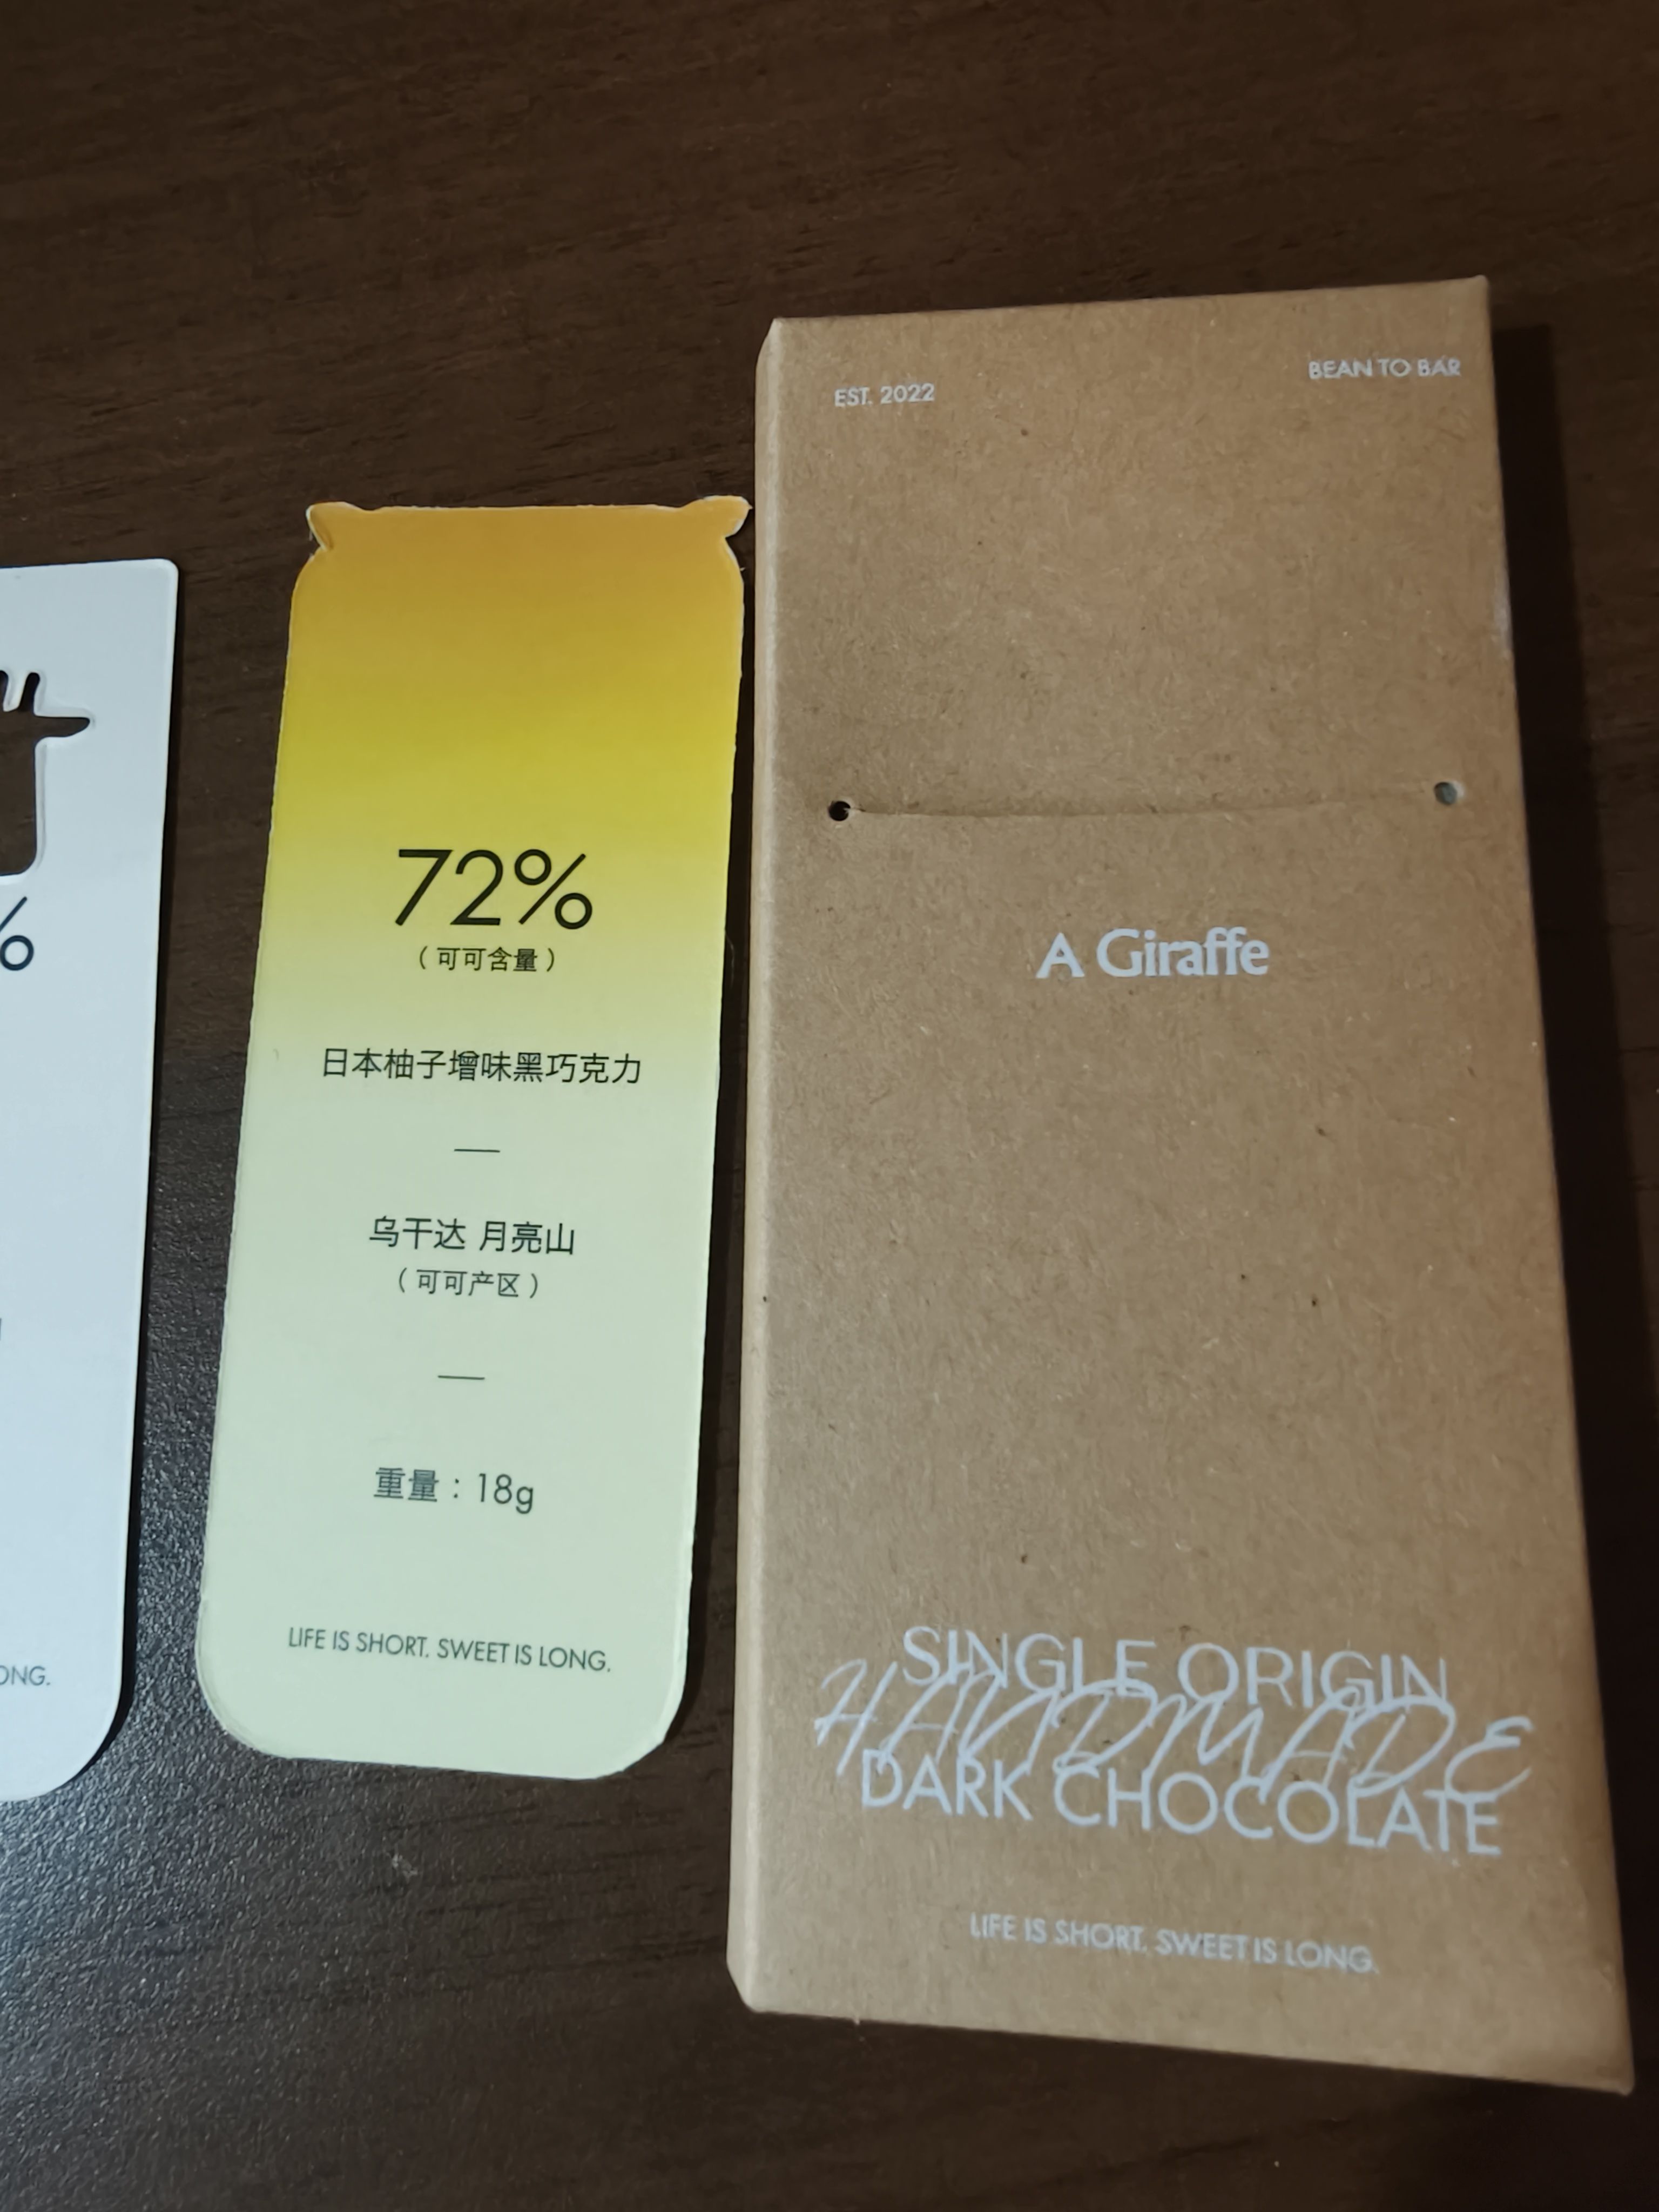 %
ONG.
72%
（可可含量）
日本柚子增味黑巧克力
乌干达 月亮山
（可可产区）
重量：18g
LIFE IS SHORT. SWEET IS LONG.
EST. 2022
BEAN TO BAR
A Giraffe
SINGLE ORIGIN
HANDMADE
DARK CHOCOLATE
LIFE IS SHORT. SWEET IS LONG.